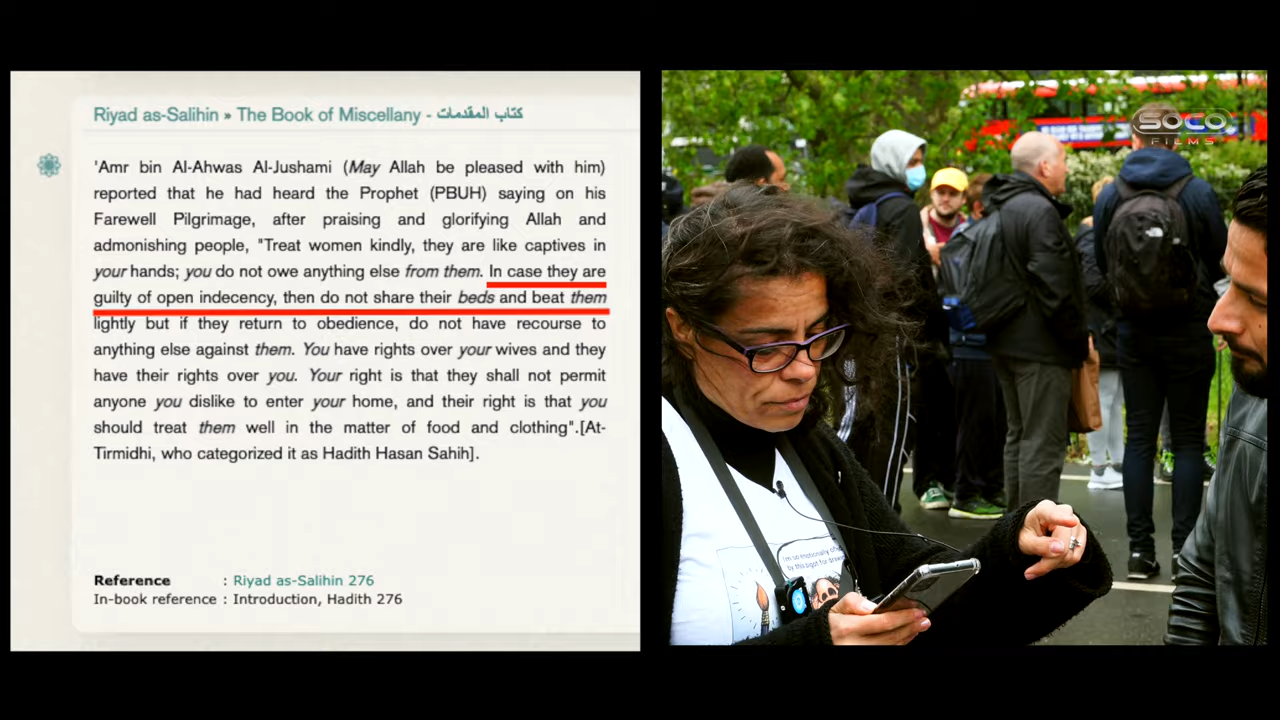 Riyad as-Salihin » The Book of Miscellany - كتاب المقدمات
'Amr bin Al-Ahwas Al-Jushami (May Allah be pleased with him)
reported that he had heard the Prophet (PBUH) saying on his
Farewell Pilgrimage, after praising and glorifying Allah and
admonishing people, "Treat women kindly, they are like captives in
your hands; you do not owe anything else from them. In case they are
guilty of open indecency, then do not share their beds and beat them
lightly but if they return to obedience, do not have recourse to
anything else against them. You have rights over your wives and they
have their rights over you. Your right is that they shall not permit
anyone you dislike to enter your home, and their right is that you
should treat them well in the matter of food and clothing".[At-
Tirmidhi, who categorized it as Hadith Hasan Sahih].
Reference : Riyad as-Salihin 276
In-book reference : Introduction, Hadith 276
SOCO
FILMS
I'm so emotionally
by this